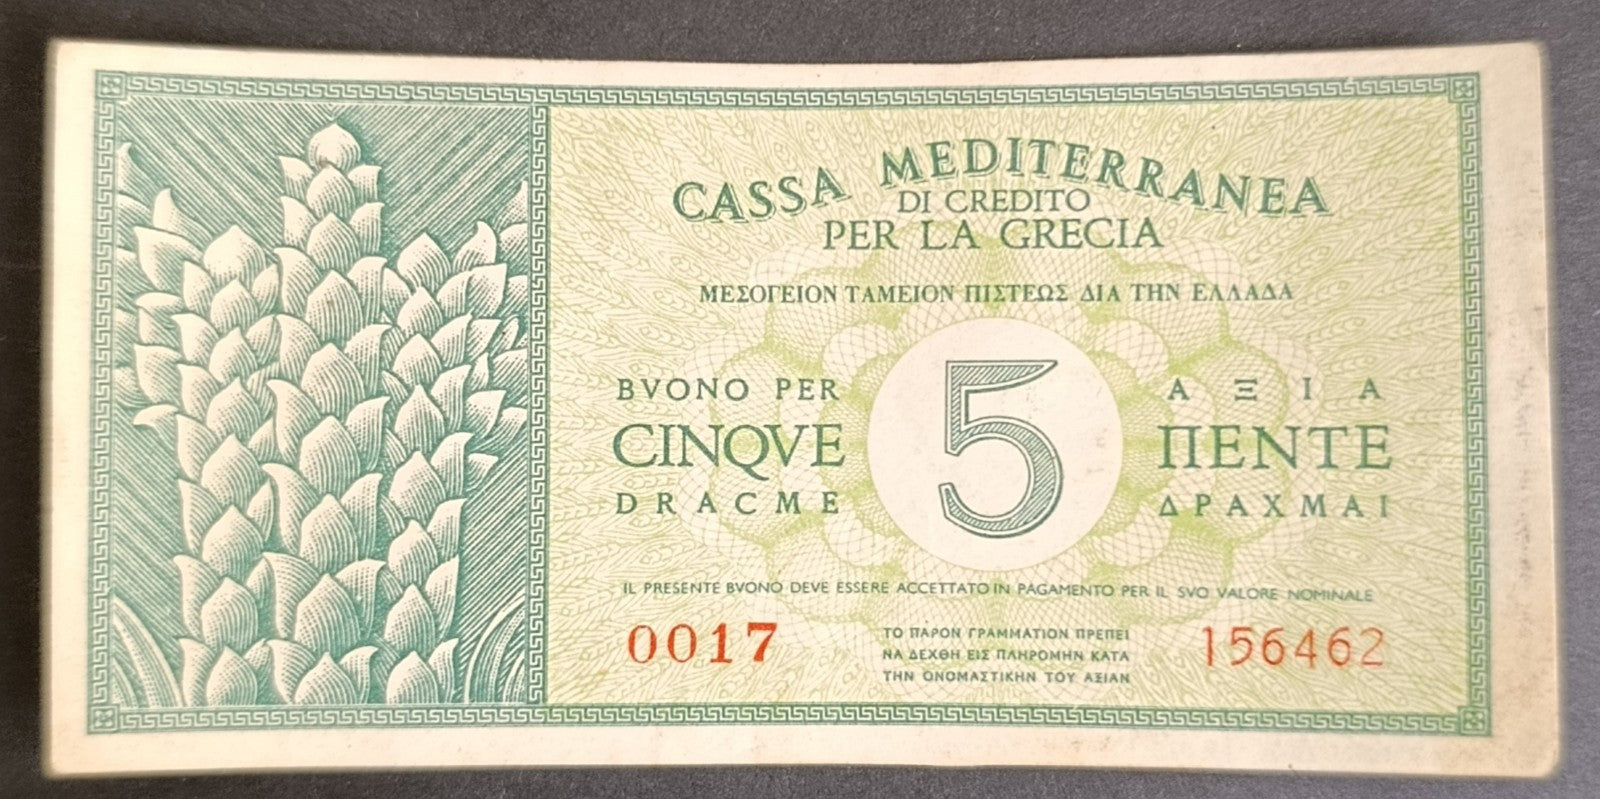 CASSA MEDITERRANEA
DI CREDITO
PER LA GRECIA
ΜΕΣΟΓΕΙΟΝ ΤΑΜΕΙΟΝ ΠΙΣΤΕΩΣ ΔΙΑ ΤΗΝ ΕΛΛΑΔΑ
BVONO PER
CINQVE
DRACME
5
ΑΞΙΑ
ΠΕΝΤΕ
ΔΡΑΧΜΑΙ
IL PRESENTE BVONO DEVE ESSERE ACCETTATO IN PAGAMENTO PER IL SVO VALORE NOMINALE
0017
ΤΟ ΠΑΡΟΝ ΓΡΑΜΜΑΤΙΟΝ ΠΡΕΠΕΙ
ΝΑ ΔΕΧΘΗ ΕΙΣ ΠΛΗΡΟΜΗΝ ΚΑΤΑ
ΤΗΝ ΟΝΟΜΑΣΤΙΚΗΝ ΤΟΥ ΑΞΙΑΝ
156462